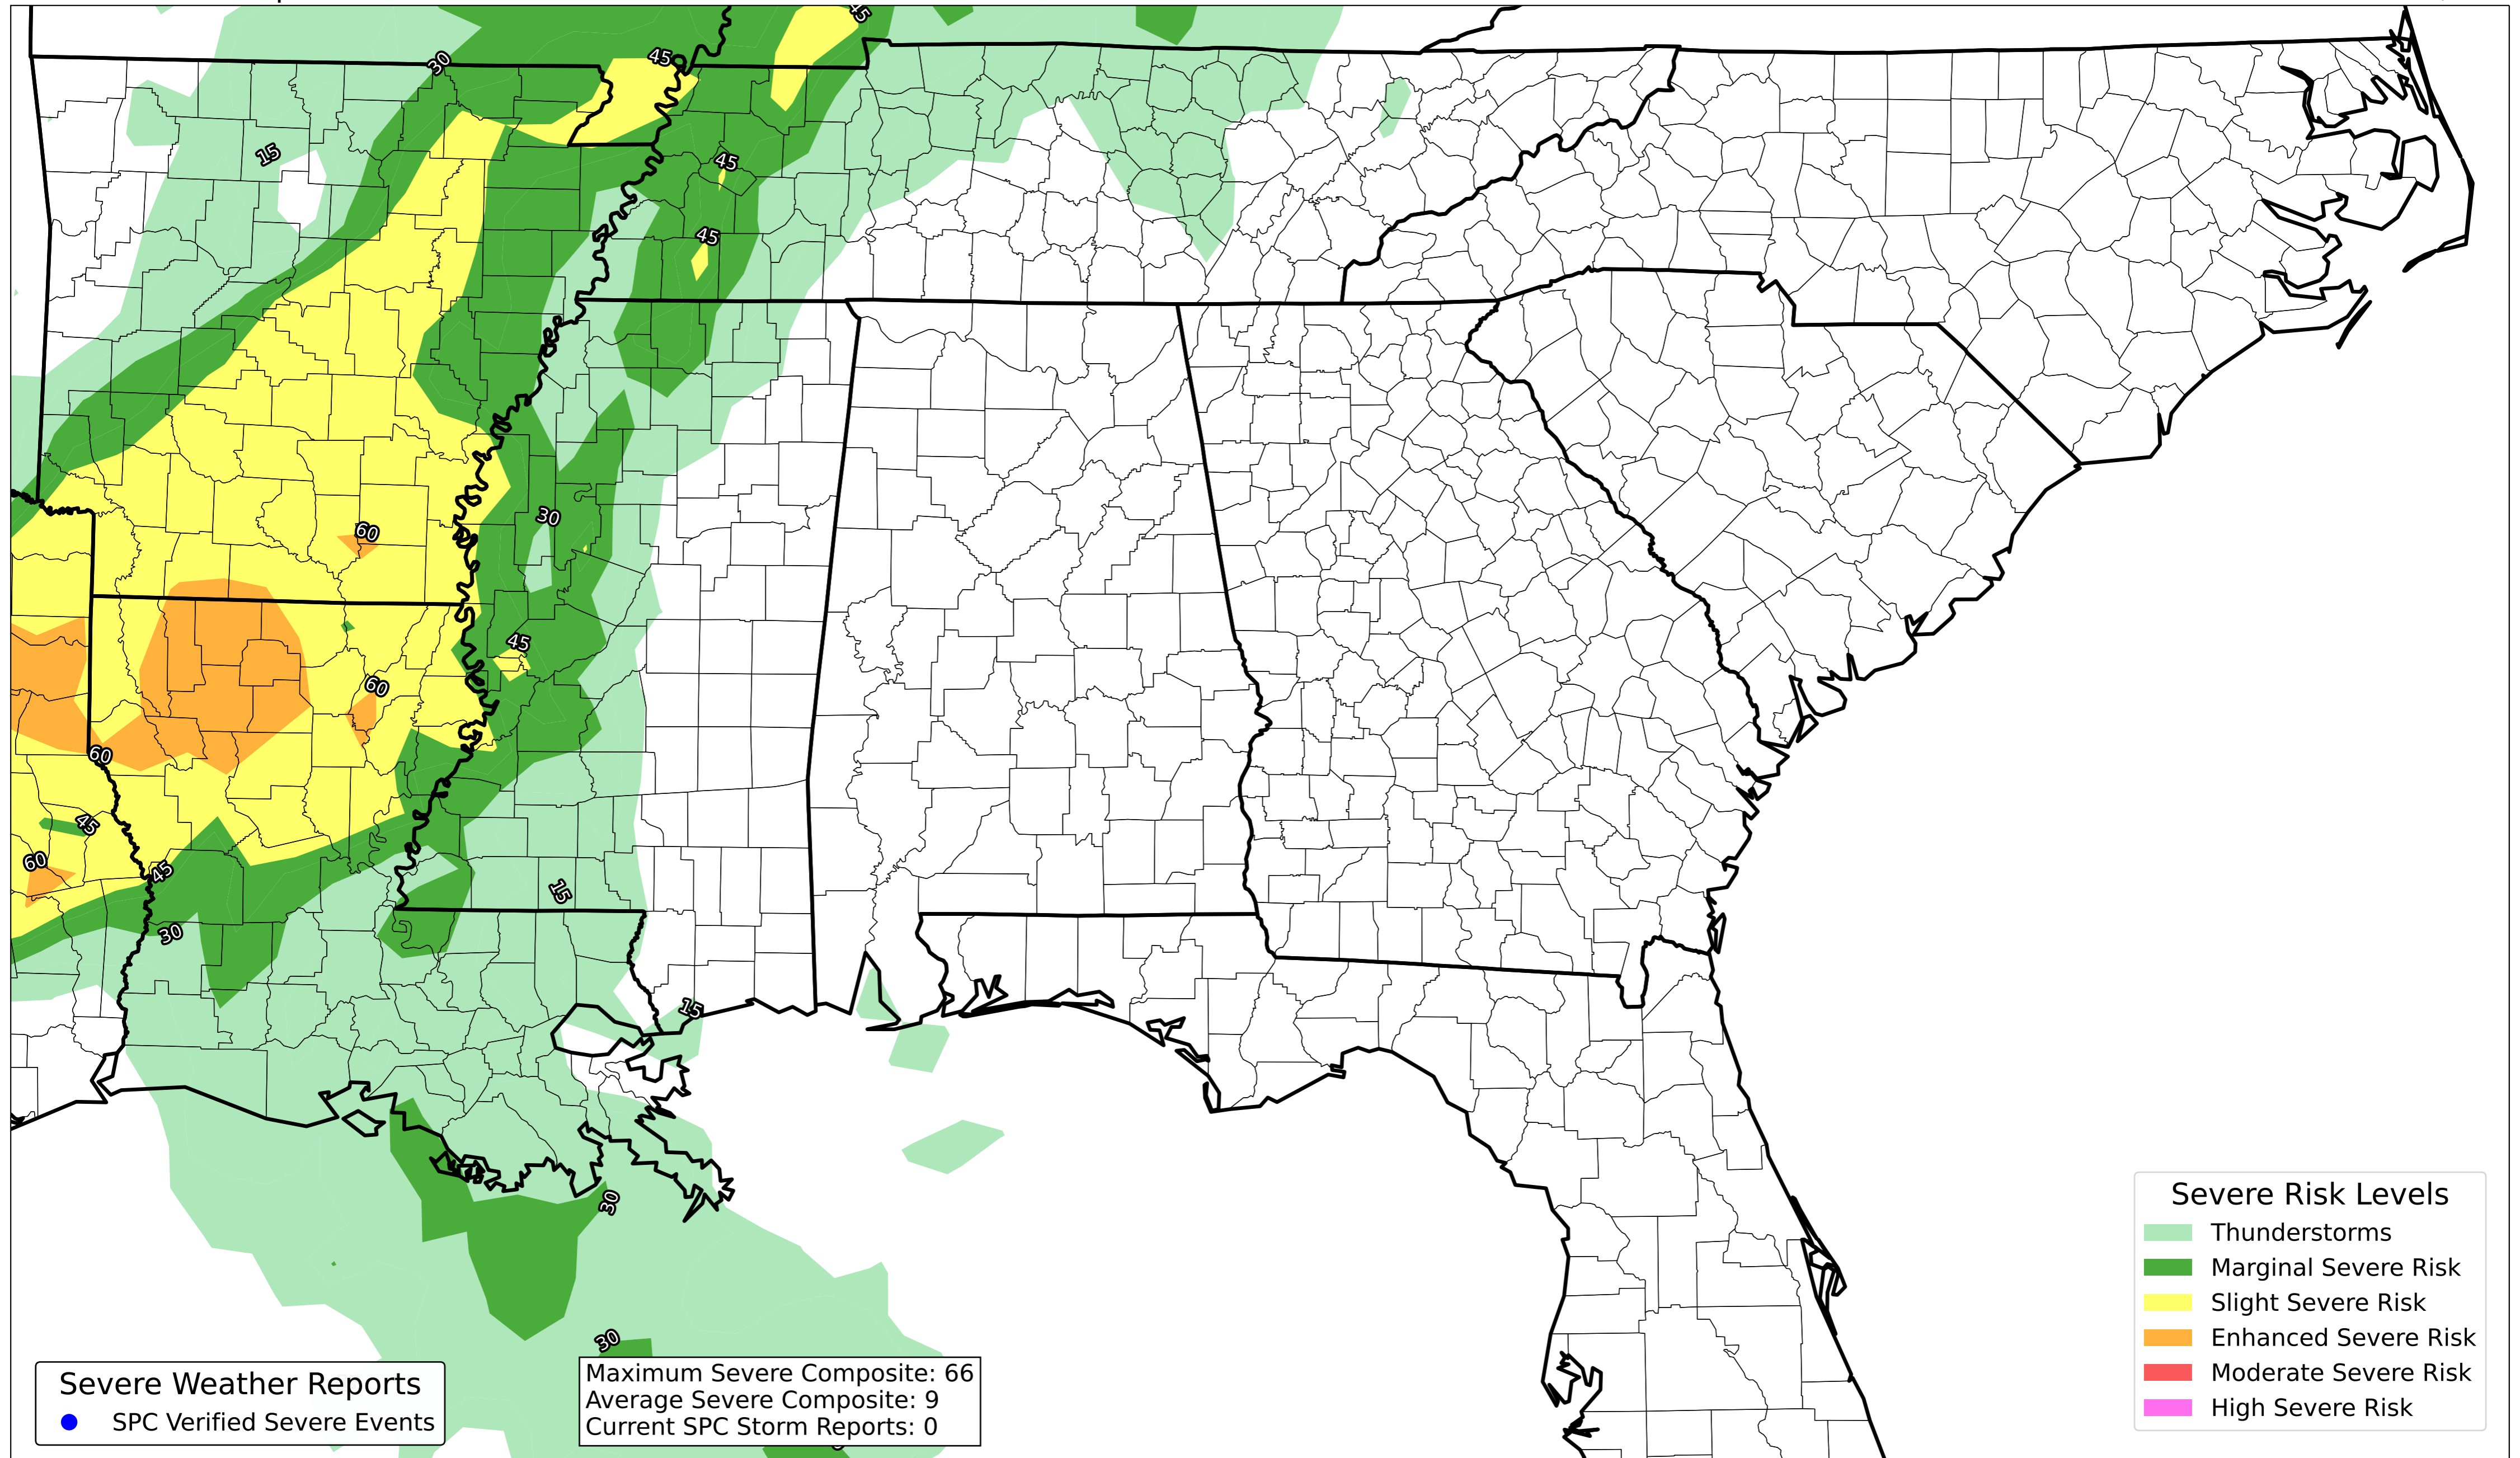 45
30
45
15
45
45
60
30
45
60
60
45
60
45
15
30
15
30
30
Severe Risk Levels
Thunderstorms
Marginal Severe Risk
Slight Severe Risk
Enhanced Severe Risk
Moderate Severe Risk
High Severe Risk
Severe Weather Reports
SPC Verified Severe Events
Maximum Severe Composite: 66
Average Severe Composite: 9
Current SPC Storm Reports: 0